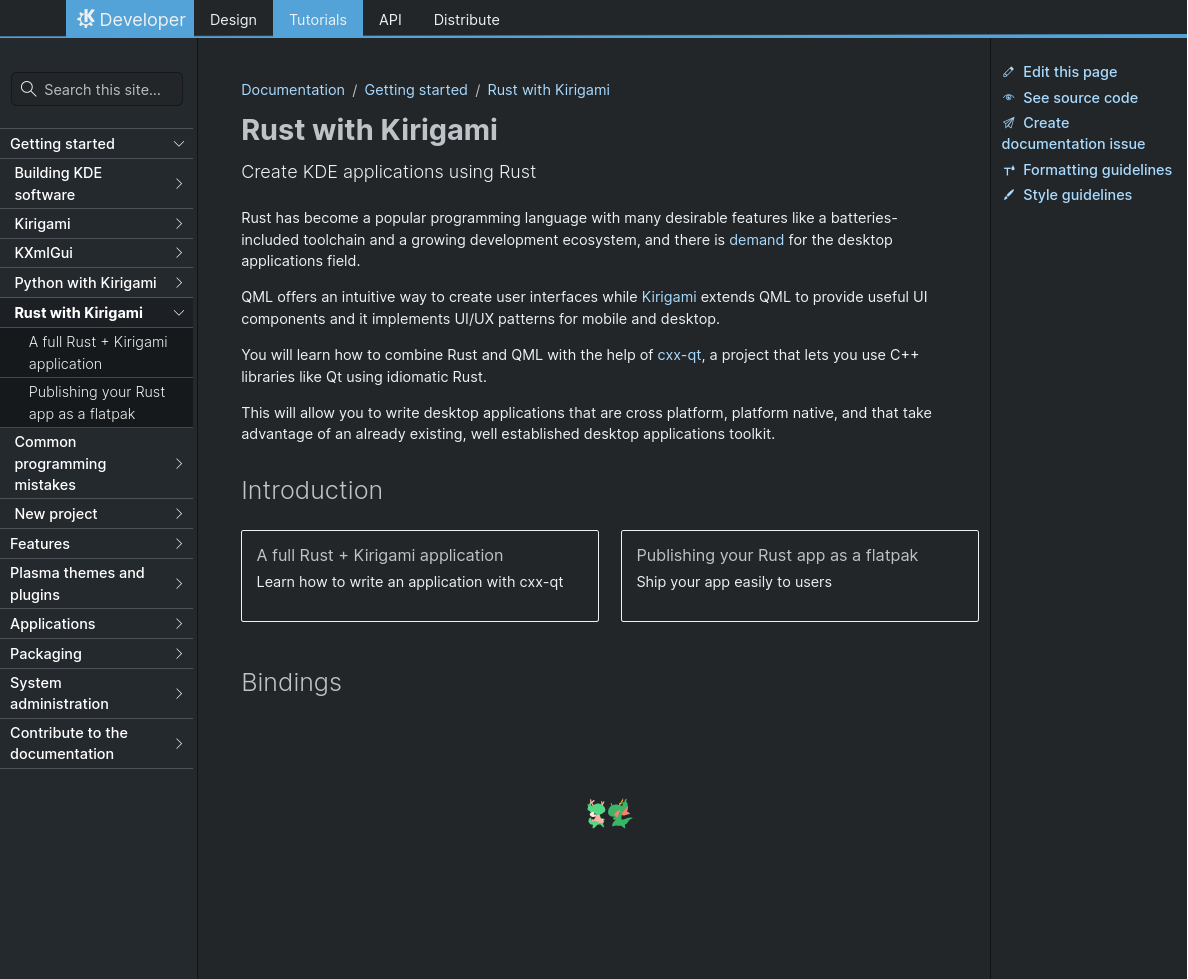 Developer
Design
Tutorials
API
Distribute
Search this site...
Getting started
Building KDE
software
Kirigami
KXmlGui
Python with Kirigami
Rust with Kirigami
A full Rust + Kirigami
application
Publishing your Rust
app as a flatpak
Common
programming
mistakes
New project
Features
Plasma themes and
plugins
Applications
Packaging
System
administration
Contribute to the
documentation
Documentation / Getting started / Rust with Kirigami
Rust with Kirigami
Create KDE applications using Rust
Rust has become a popular programming language with many desirable features like a batteries-
included toolchain and a growing development ecosystem, and there is demand for the desktop
applications field.
QML offers an intuitive way to create user interfaces while Kirigami extends QML to provide useful UI
components and it implements UI/UX patterns for mobile and desktop.
You will learn how to combine Rust and QML with the help of cxx-qt, a project that lets you use C++
libraries like Qt using idiomatic Rust.
This will allow you to write desktop applications that are cross platform, platform native, and that take
advantage of an already existing, well established desktop applications toolkit.
Introduction
A full Rust + Kirigami application
Learn how to write an application with cxx-qt
Publishing your Rust app as a flatpak
Ship your app easily to users
Bindings
Edit this page
See source code
Create
documentation issue
Formatting guidelines
Style guidelines